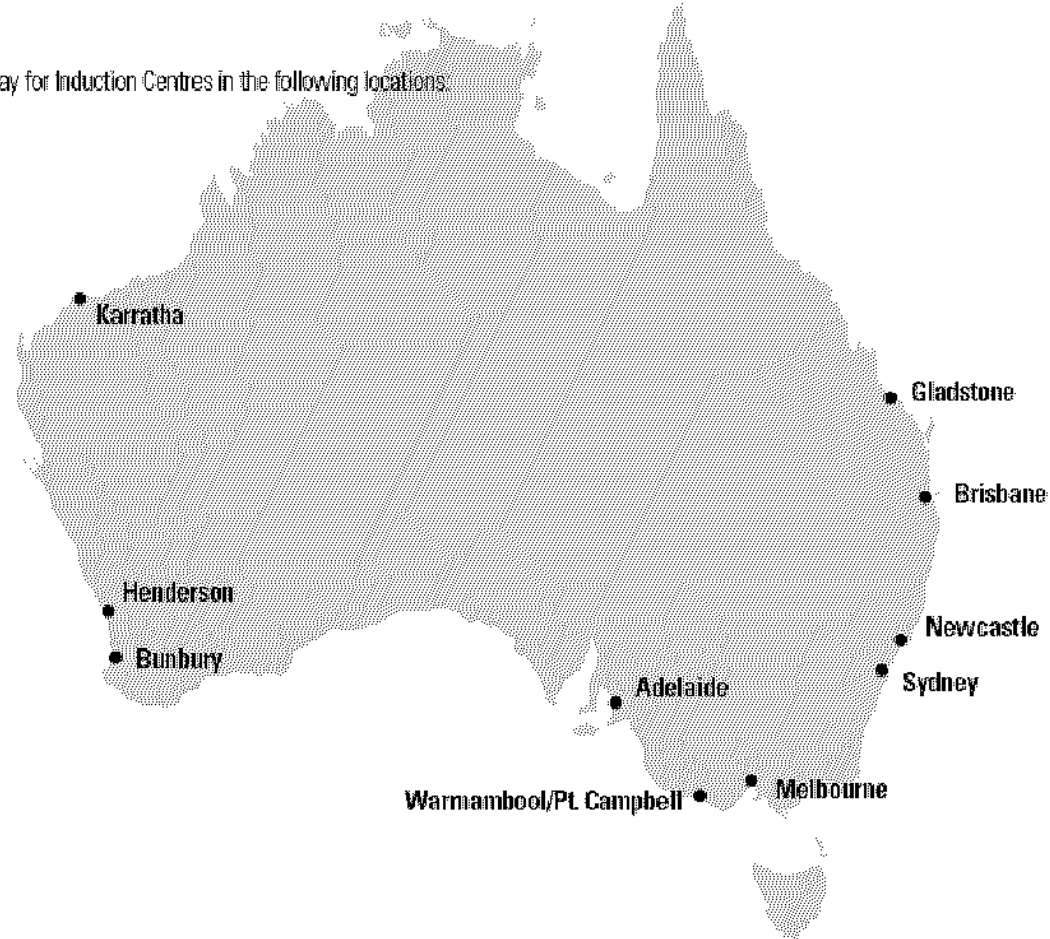 ay for Induction Centres in the following locations:
Karratha
Gladstone
Brisbane
Henderson
Newcastle
Bunbury
Sydney
Adelaide
Melbourne
Warrnambool/Pt. Campbell